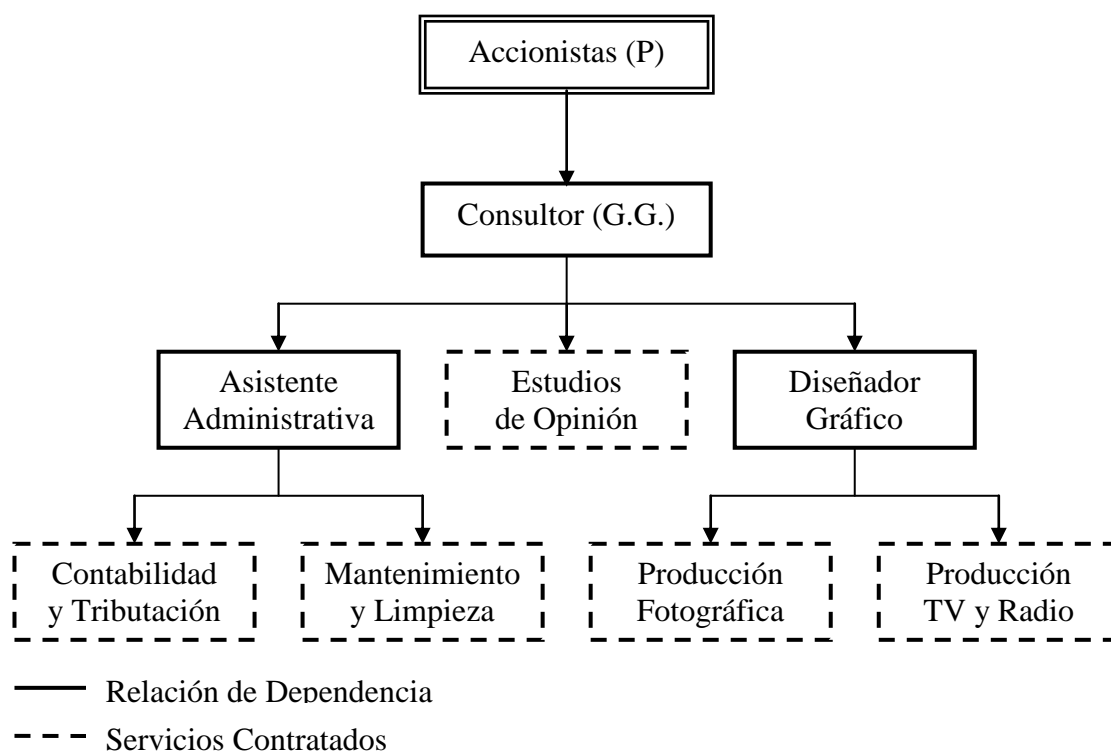 Accionistas (P)
Consultor (G.G.)
Asistente
Administrativa
Estudios
de Opinión
Diseñador
Gráfico
Contabilidad
y Tributación
Mantenimiento
y Limpieza
Producción
Fotográfica
Producción
TV y Radio
Relación de Dependencia
Servicios Contratados